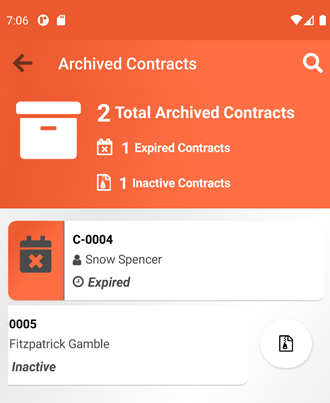 7:06
Archived Contracts
2 Total Archived Contracts
1 Expired Contracts
1 Inactive Contracts
C-0004
Snow Spencer
Expired
0005
Fitzpatrick Gamble
Inactive